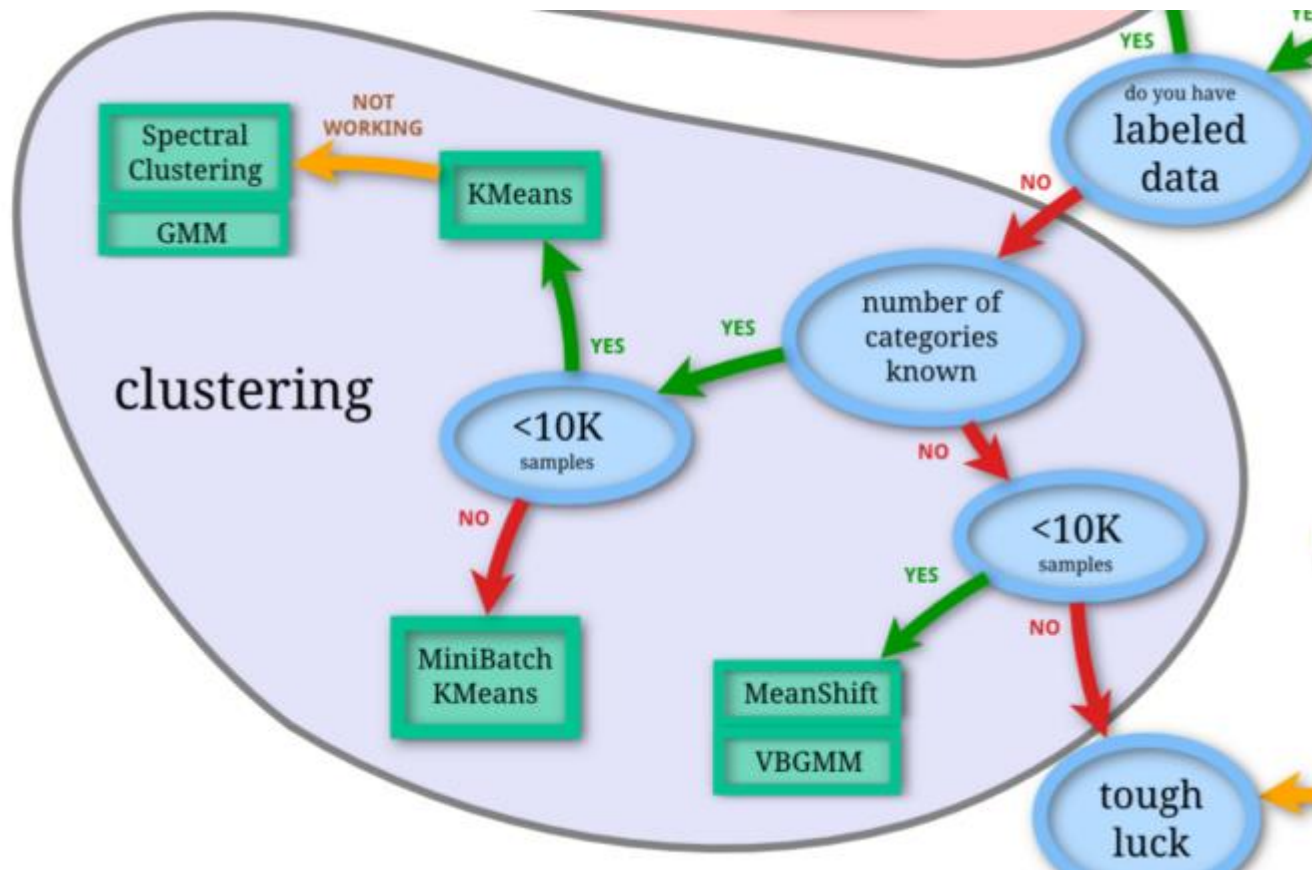 YES
YE
do you have
labeled
data
NOT
WORKING
Spectral
Clustering
GMM
KMeans
NO
number of
categories
known
YES
YES
clustering
<10K
samples
NO
NO
<10K
samples
YES
NO
MiniBatch
KMeans
MeanShift
VBGMM
tough
luck